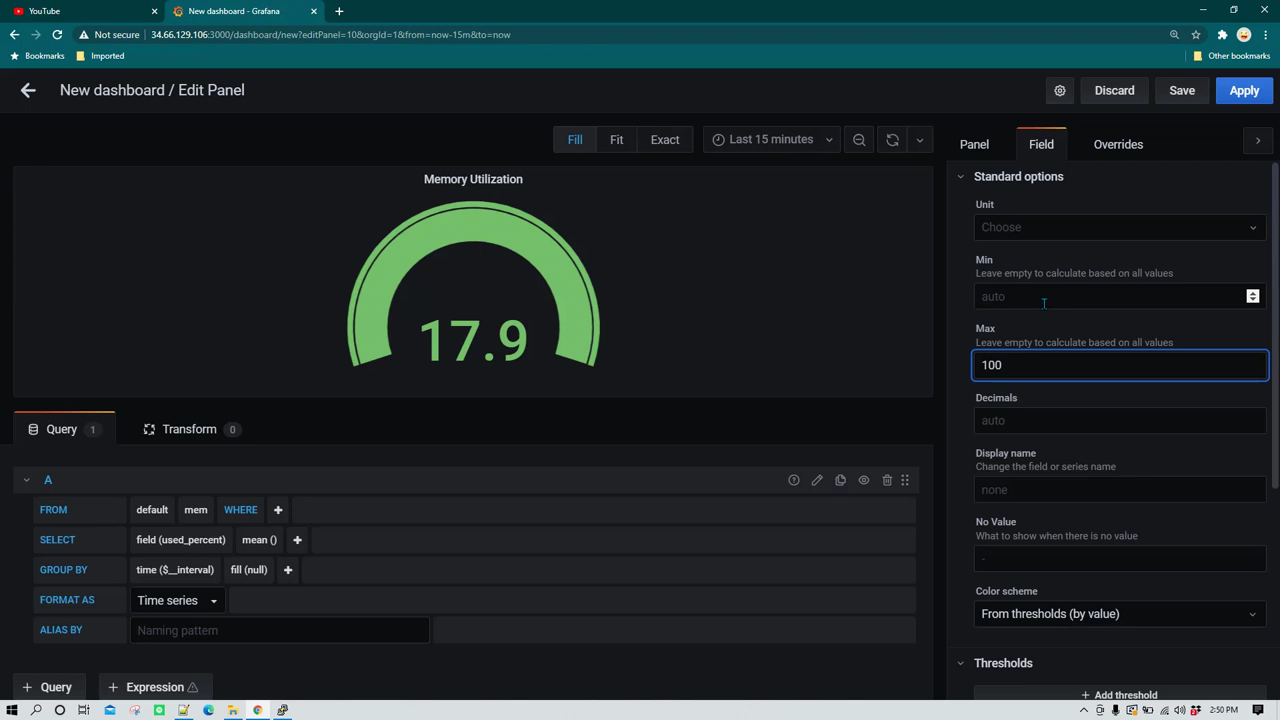 YouTube
New dashboard - Grafana
Not secure
34.66.129.106:3000/dashboard/new?editPanel=10&orgId=1&from=now-15m&to=now
Bookmarks
Imported
Other bookmarks
New dashboard / Edit Panel
Discard
Save
Apply
Fill
Fit
Exact
Last 15 minutes
Panel
Field
Overrides
Memory Utilization
17.9
Standard options
Unit
Choose
Min
Leave empty to calculate based on all values
auto
Max
Leave empty to calculate based on all values
100
Decimals
auto
Display name
Change the field or series name
none
No Value
What to show when there is no value
-
Color scheme
From thresholds (by value)
Thresholds
+ Add threshold
Query 1
Transform 0
A
FROM default mem WHERE +
SELECT field (used_percent) mean () +
GROUP BY time ($__interval) fill (null) +
FORMAT AS Time series
ALIAS BY Naming pattern
+ Query
+ Expression
2:50 PM